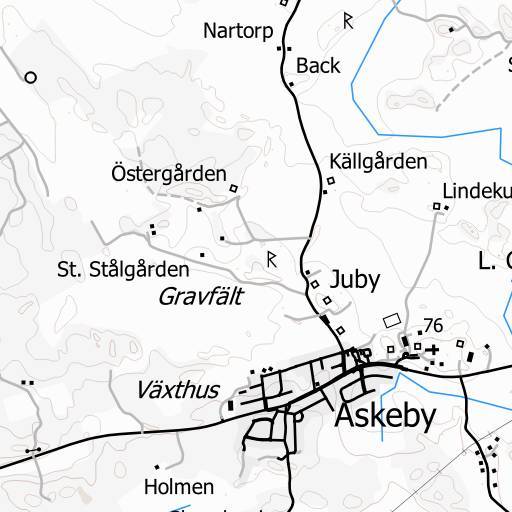 Nartorp
Back
Källgården
Östergården
Lindeku
L.
St. Stålgården
Juby
Gravfält
76
Växthus
Askeby
Holmen